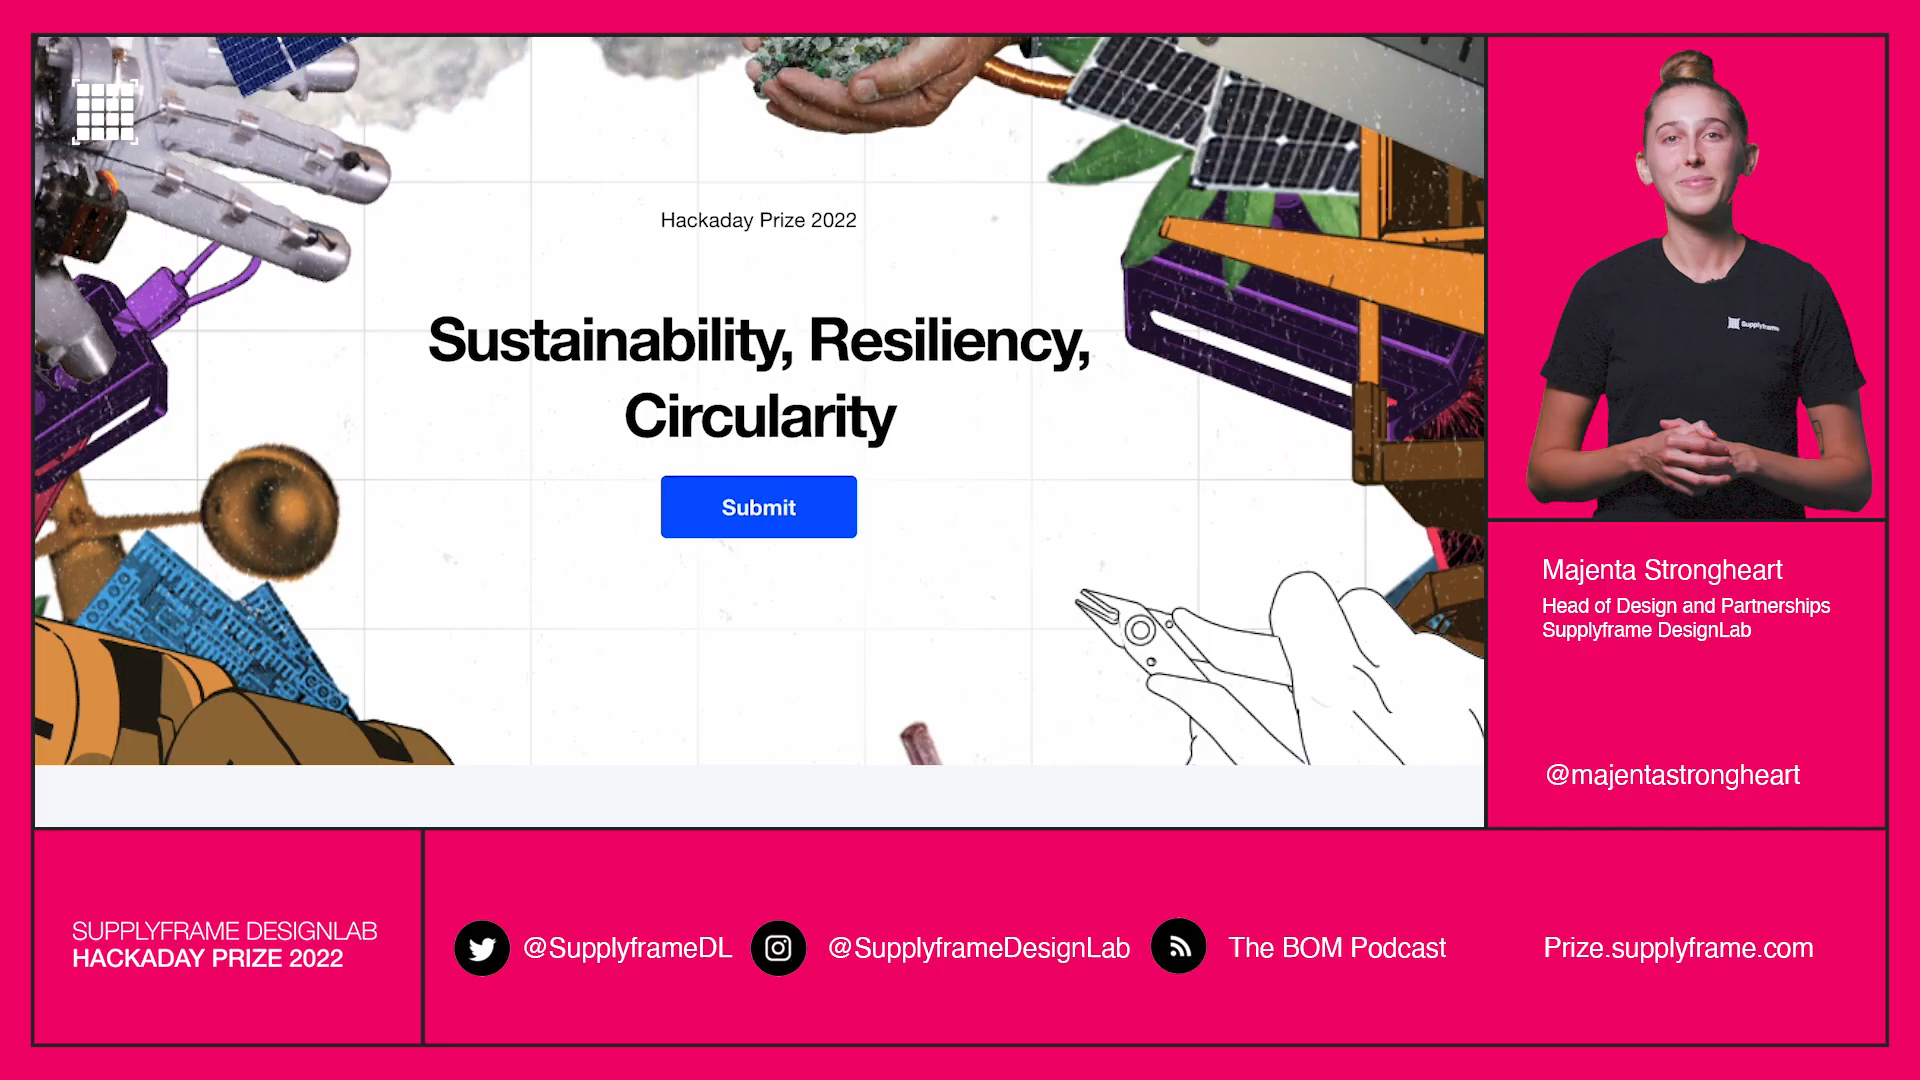 Hackaday Prize 2022
Sustainability, Resiliency,
Circularity
Submit
Supplyframe
Majenta Strongheart
Head of Design and Partnerships
Supplyframe DesignLab
@majentastrongheart
SUPPLYFRAME DESIGNLAB
HACKADAY PRIZE 2022
@SupplyframeDL
@SupplyframeDesignLab
The BOM Podcast
Prize.supplyframe.com